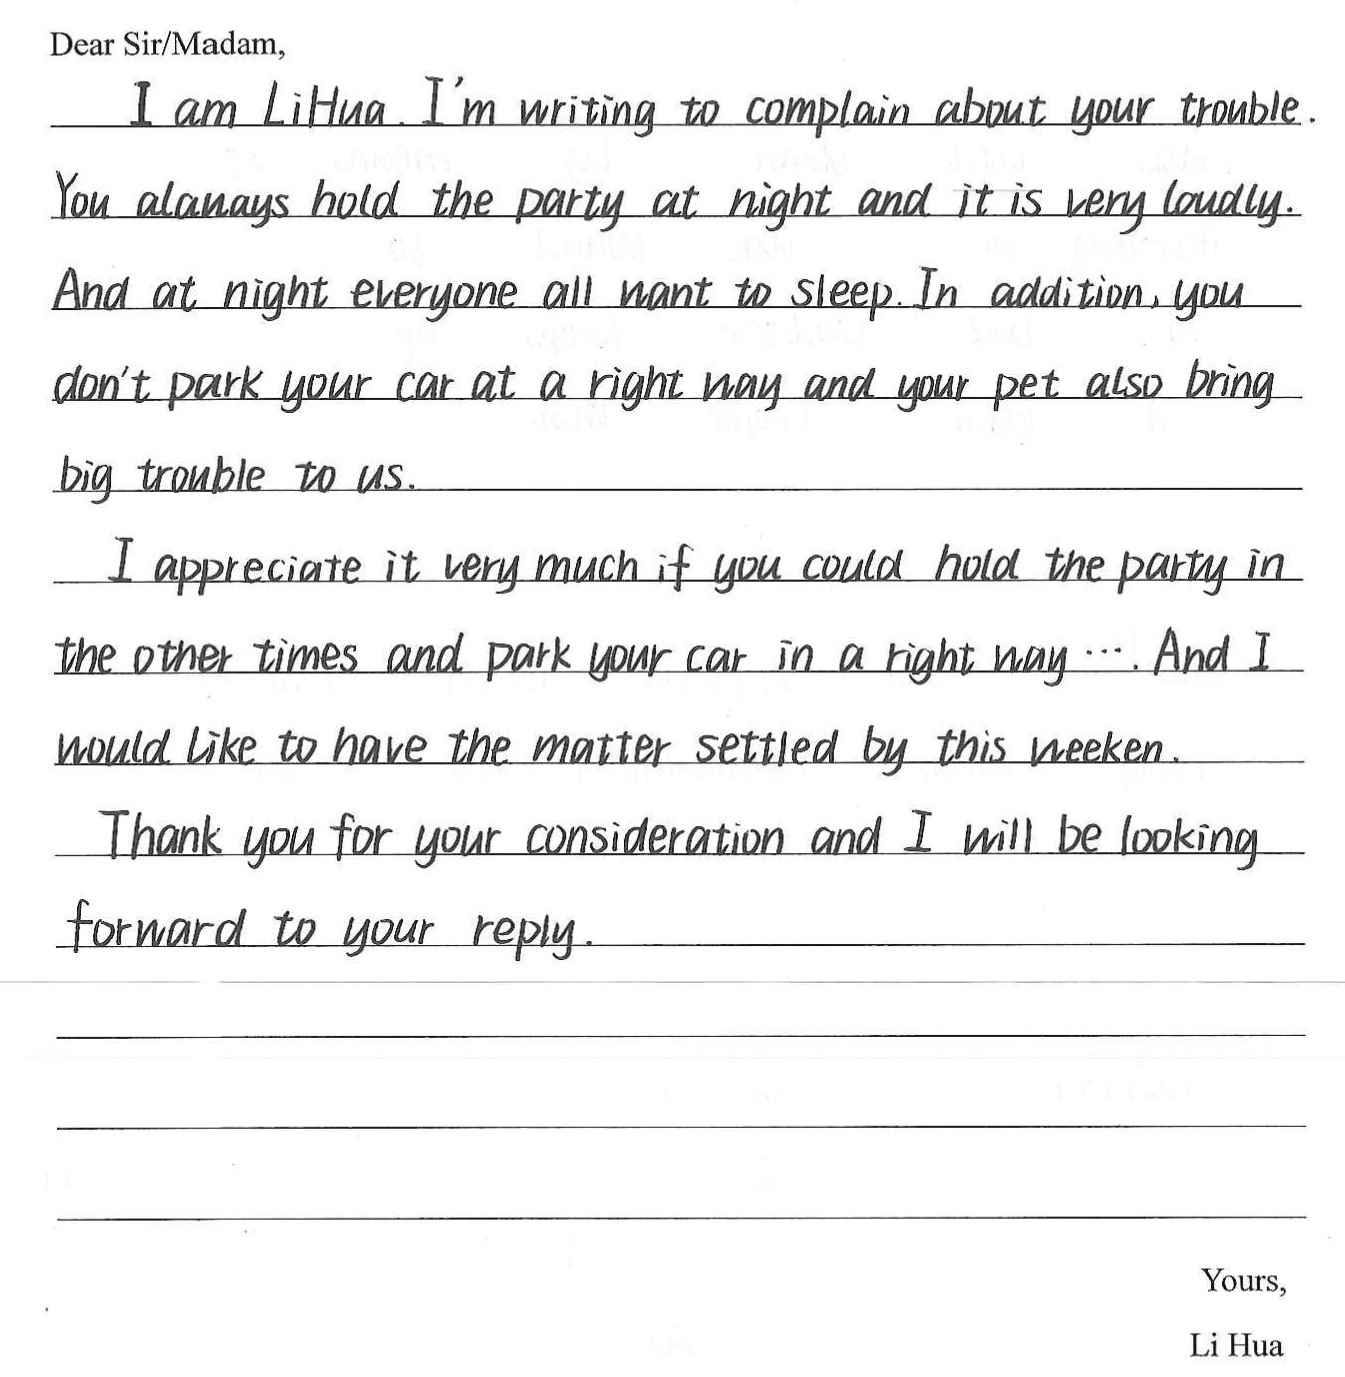 Dear Sir/Madam,
I am LiHua. I'm writing to complain about your trouble.
You alanays hold the party at night and it is very loudly.
And at night everyone all want to sleep. In addition, you
don't park your car at a right way and your pet also bring
big trouble to us.
I appreciate it very much if you could hold the party in
the other times and park your car in a right way ···. And I
would like to have the matter settled by this weeken.
Thank you for your consideration and I will be looking
forward to your reply.
Yours,
Li Hua